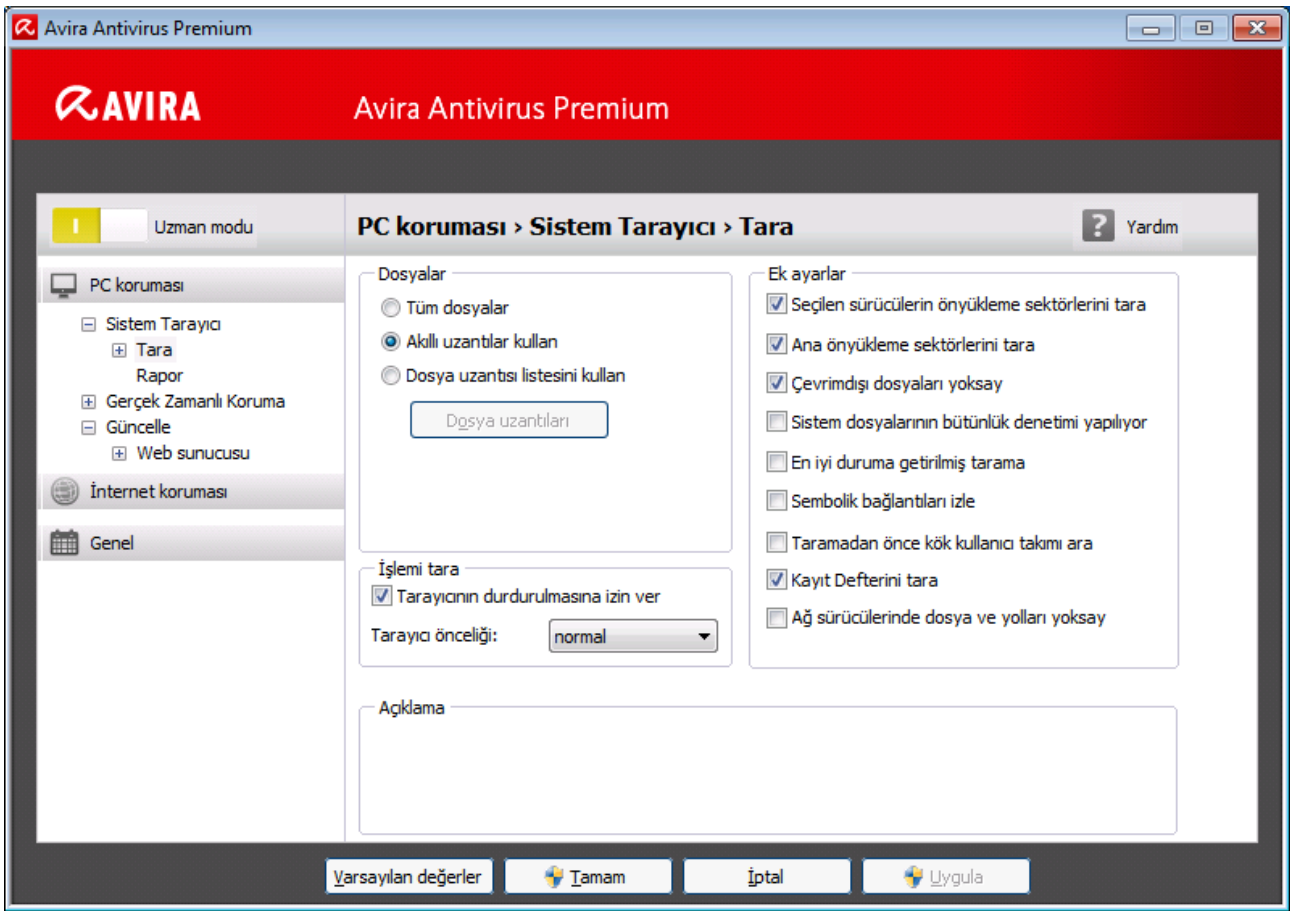 Avira Antivirus Premium
AVIRA
Avira Antivirus Premium
Uzman modu
PC koruması › Sistem Tarayıcı › Tara
? Yardım
PC koruması
Sistem Tarayıcı
Tara
Rapor
Gerçek Zamanlı Koruma
Güncelle
Web sunucusu
İnternet koruması
Genel
Dosyalar
Tüm dosyalar
Akıllı uzantılar kullan
Dosya uzantısı listesini kullan
Dosya uzantıları
İşlemi tara
Tarayıcının durdurulmasına izin ver
Tarayıcı önceliği:
normal
Ek ayarlar
Seçilen sürücülerin önyükleme sektörlerini tara
Ana önyükleme sektörlerini tara
Çevrimdışı dosyaları yoksay
Sistem dosyalarının bütünlük denetimi yapılıyor
En iyi duruma getirilmiş tarama
Sembolik bağlantıları izle
Taramadan önce kök kullanıcı takımı ara
Kayıt Defterini tara
Ağ sürücülerinde dosya ve yolları yoksay
Açıklama
Varsayılan değerler
Tamam
İptal
Uygula